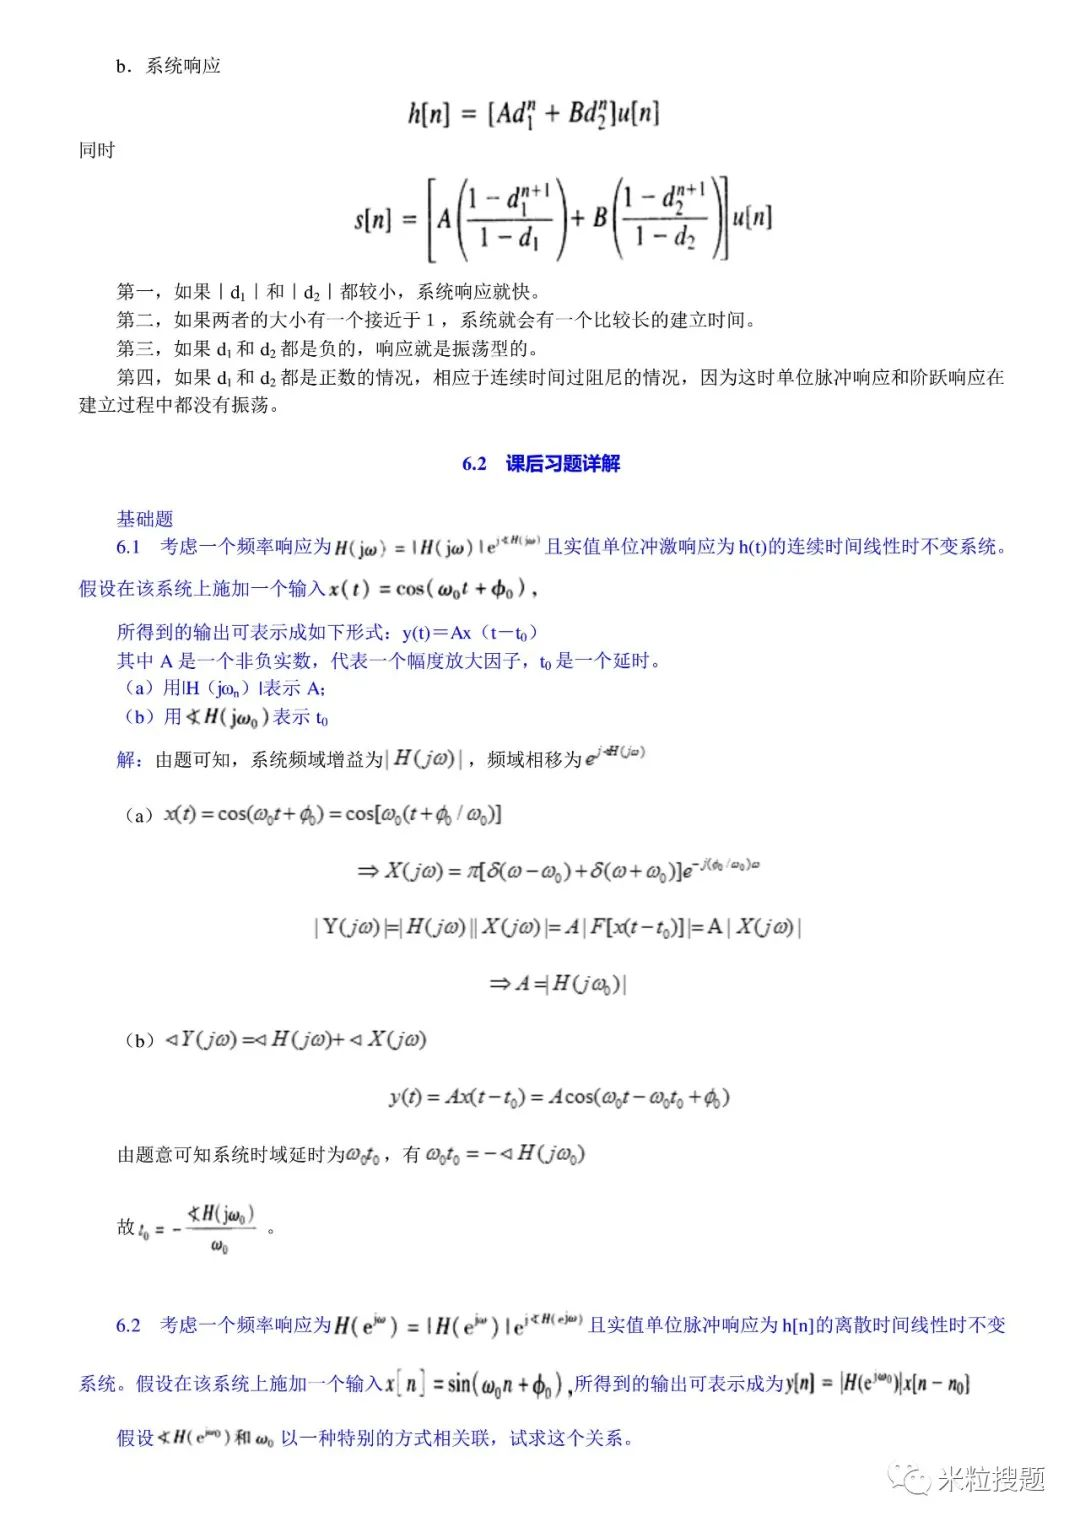 b．系统响应
h[n] = [Ad₁ⁿ + Bd₂ⁿ]u[n]
同时
s[n] = [A((1 − d₁ⁿ⁺¹)/(1 − d₁)) + B((1 − d₂ⁿ⁺¹)/(1 − d₂))]u[n]
第一，如果｜d₁｜和｜d₂｜都较小，系统响应就快。
第二，如果两者的大小有一个接近于１，系统就会有一个比较长的建立时间。
第三，如果 d₁ 和 d₂ 都是负的，响应就是振荡型的。
第四，如果 d₁ 和 d₂ 都是正数的情况，相应于连续时间过阻尼的情况，因为这时单位脉冲响应和阶跃响应在
建立过程中都没有振荡。
6.2 课后习题详解
基础题
6.1 考虑一个频率响应为 H(jω) = |H(jω)|e^{j∢H(jω)} 且实值单位冲激响应为 h(t)的连续时间线性时不变系统。
假设在该系统上施加一个输入 x(t) = cos(ω₀t + ϕ₀)，
所得到的输出可表示成如下形式：y(t)＝Ax（t－t₀）
其中 A 是一个非负实数，代表一个幅度放大因子，t₀ 是一个延时。
（a）用|H（jωₙ）|表示 A；
（b）用∢H(jω₀)表示 t₀
解：由题可知，系统频域增益为|H(jω)|，频域相移为e^{j∢H(jω)}
（a）x(t) = cos(ω₀t + ϕ₀) = cos[ω₀(t + ϕ₀ / ω₀)]
⇒ X(jω) = π[δ(ω − ω₀) + δ(ω + ω₀)]e^{−j(ϕ₀/ω₀)ω}
|Y(jω)|=|H(jω)||X(jω)|= A|F[x(t − t₀)]|= A|X(jω)|
⇒ A =|H(jω₀)|
（b）⊲Y(jω) =⊲H(jω)+ ⊲X(jω)
y(t) = Ax(t − t₀) = Acos(ω₀t − ω₀t₀ + ϕ₀)
由题意可知系统时域延时为ω₀t₀，有 ω₀t₀ = −⊲H(jω₀)
故 t₀ = −∢H(jω₀)/ω₀ 。
6.2 考虑一个频率响应为 H(e^{jω}) = |H(e^{jω})|e^{j∢H(e^{jω})} 且实值单位脉冲响应为 h[n]的离散时间线性时不变
系统。假设在该系统上施加一个输入 x[n] = sin(ω₀n + ϕ₀)，所得到的输出可表示成为 y[n] = |H(e^{jω₀})|x[n − n₀]
假设 ∢H(e^{jω₀}) 和 ω₀ 以一种特别的方式相关联，试求这个关系。
米粒搜题